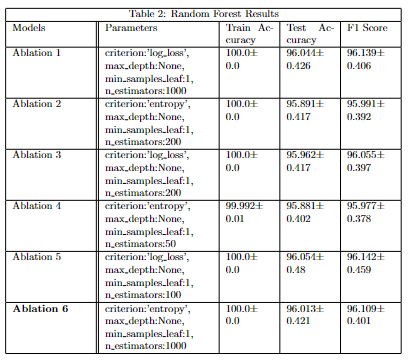 Table 2: Random Forest Results
Models Parameters Train Ac- Test Ac- F1 Score
curacy curacy
Ablation 1 criterion:'log_loss', 100.0± 96.044± 96.139±
max_depth:None, 0.0 0.426 0.406
min_samples_leaf:1,
n_estimators:1000
Ablation 2 criterion:'entropy', 100.0± 95.891± 95.991±
max_depth:None, 0.0 0.417 0.392
min_samples_leaf:1,
n_estimators:200
Ablation 3 criterion:'log_loss', 100.0± 95.962± 96.055±
max_depth:None, 0.0 0.417 0.397
min_samples_leaf:1,
n_estimators:200
Ablation 4 criterion:'entropy', 99.992± 95.881± 95.977±
max_depth:None, 0.01 0.402 0.378
min_samples_leaf:1,
n_estimators:50
Ablation 5 criterion:'log_loss', 100.0± 96.054± 96.142±
max_depth:None, 0.0 0.48 0.459
min_samples_leaf:1,
n_estimators:100
Ablation 6 criterion:'entropy', 100.0± 96.013± 96.109±
max_depth:None, 0.0 0.421 0.401
min_samples_leaf:1,
n_estimators:1000